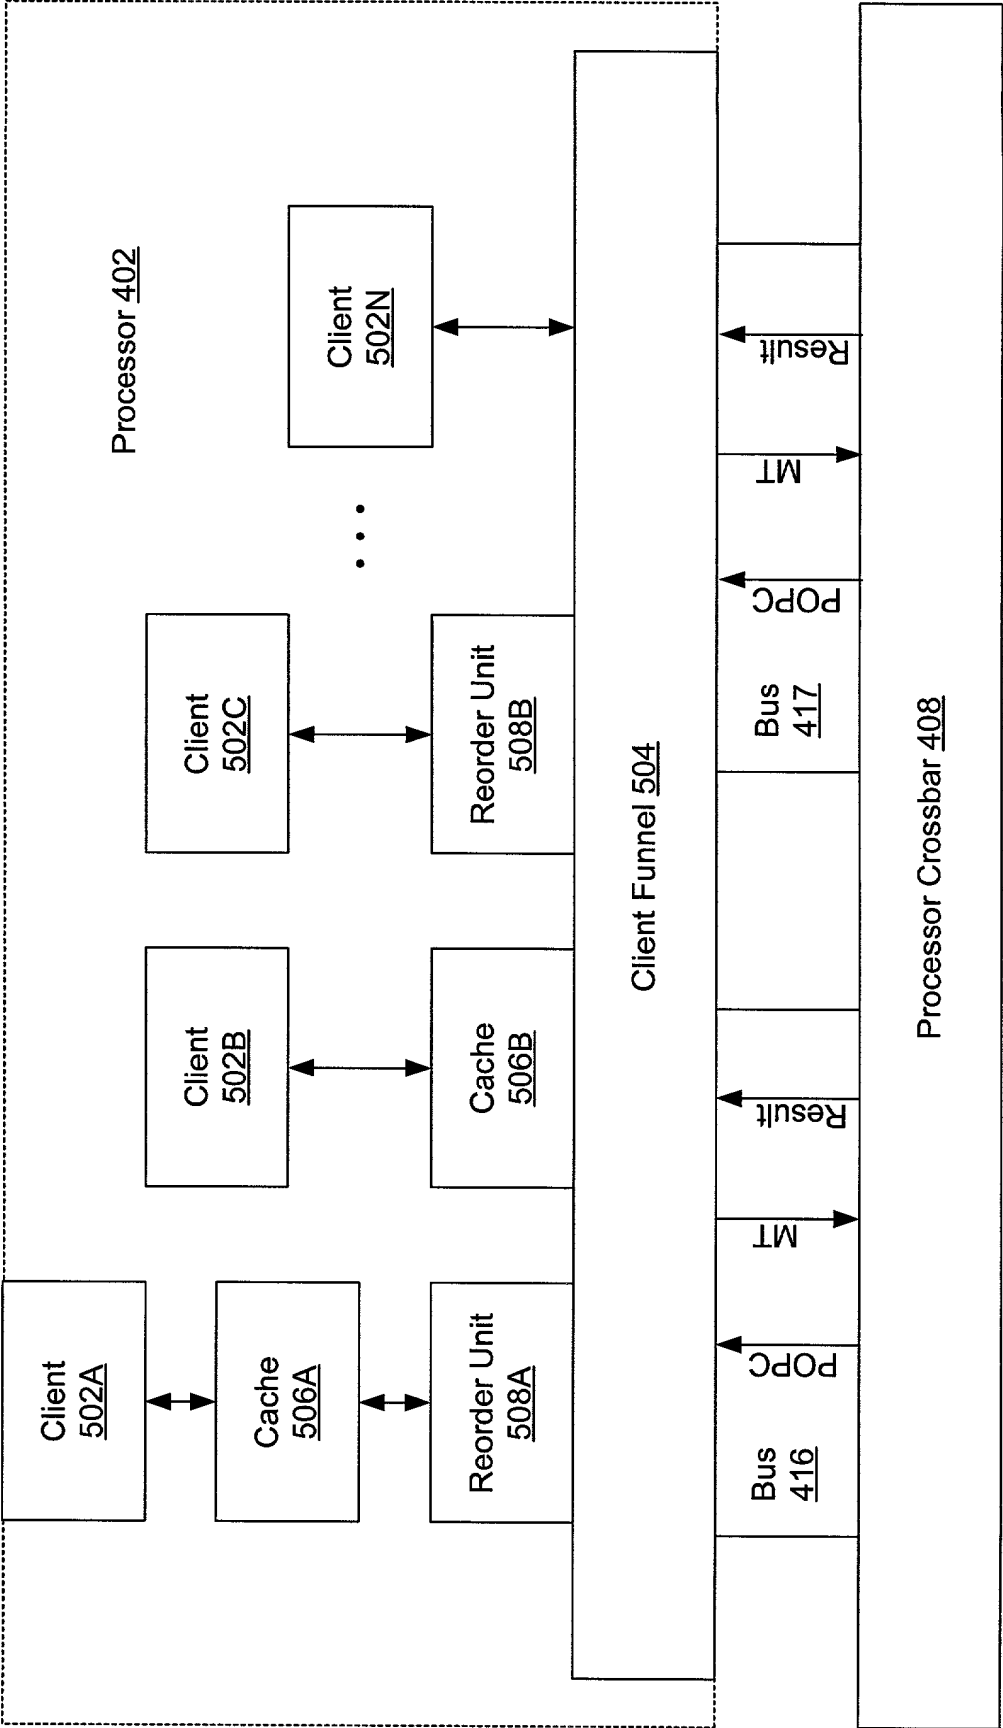 Processor 402
Client
502A
Cache
506A
Reorder Unit
508A
Client
502B
Cache
506B
Client
502C
Reorder Unit
508B
Client
502N
Client Funnel 504
Bus
416
POPC
MT
Result
Bus
417
POPC
MT
Result
Processor Crossbar 408